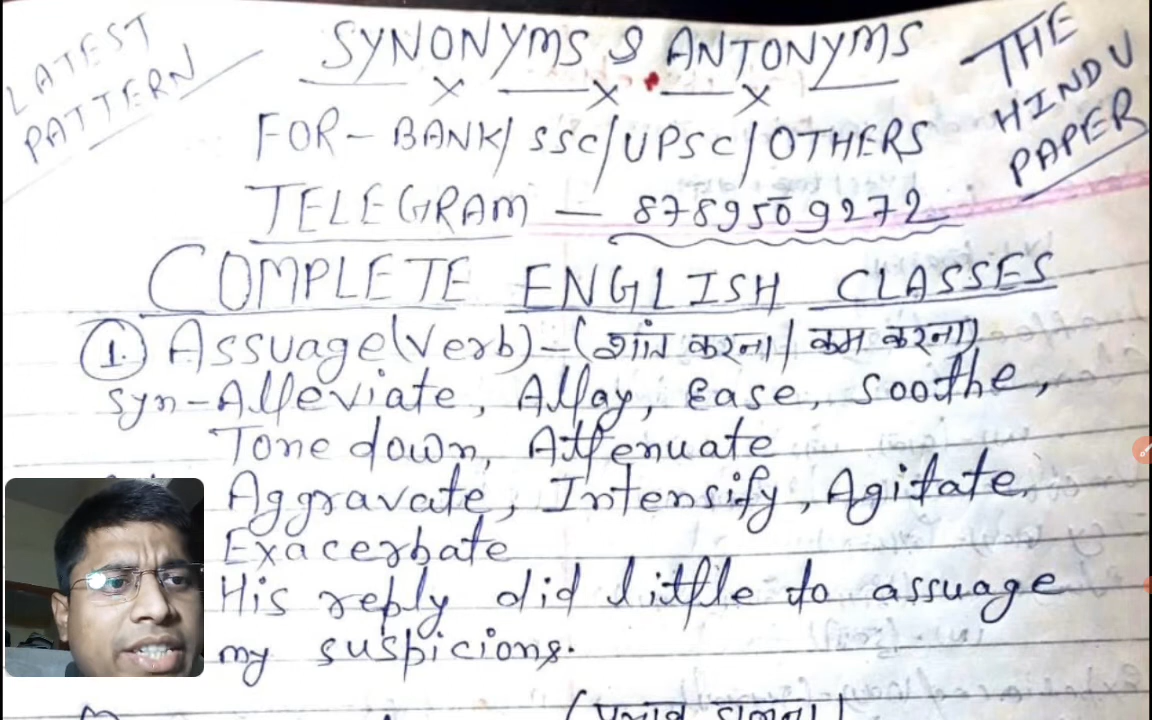 LATEST
PATTERN
SYNONYMS & ANTONYMS
THE
HINDU
PAPER
FOR - BANK/SSC/UPSC/OTHERS
TELEGRAM - 8789509272
COMPLETE ENGLISH CLASSES
1. Assuage(Verb)-(शांत करना/कम करना)
Syn-Alleviate, Allay, Ease, Soothe,
Tone down, Attenuate
Aggravate, Intensify, Agitate,
Exacerbate
His reply did little to assuage
my suspicions.